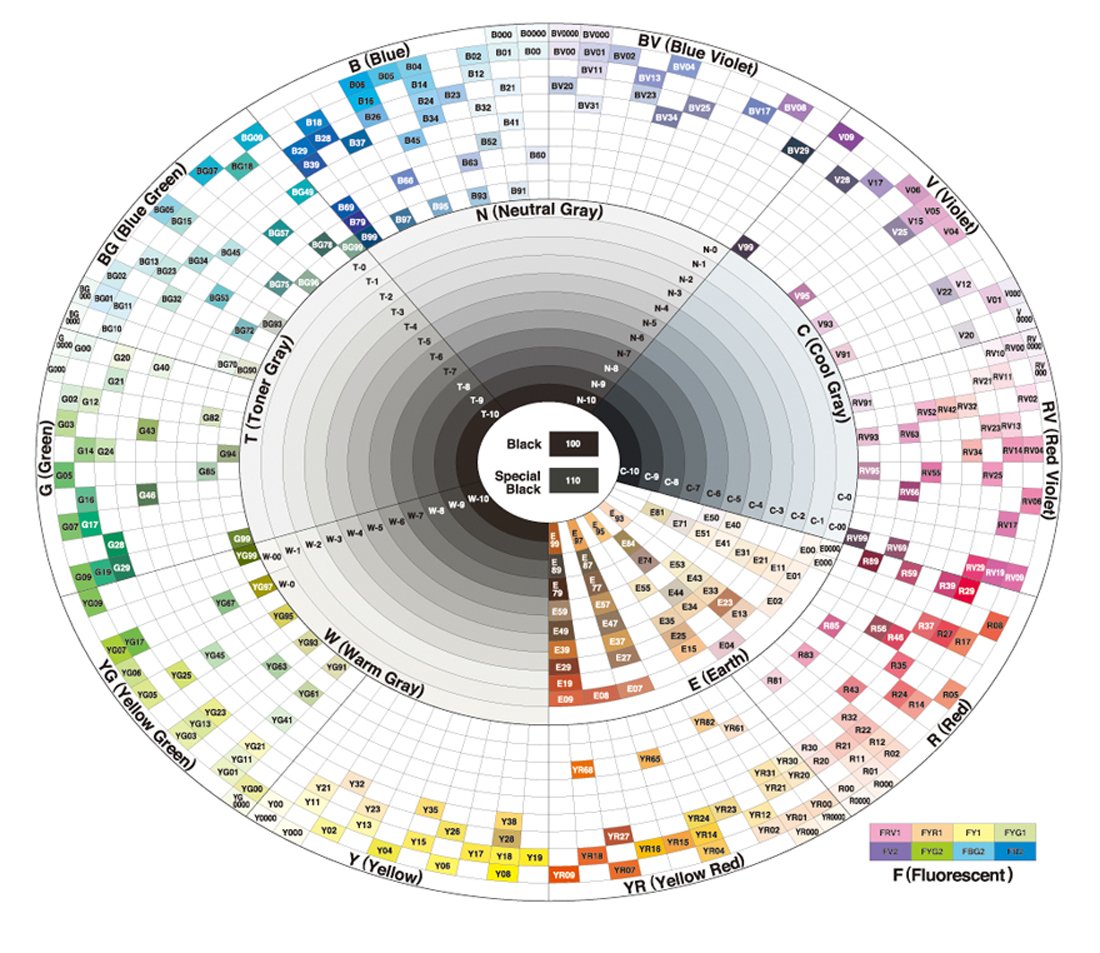 B (Blue)
B000
B0000
B01
B00
B02
B04
B05
B06
B12
B14
B16
B21
B23
B24
B26
B32
B34
B18
B28
B37
B29
B39
B41
B45
B52
B60
B63
B66
B69
B79
B99
B91
B93
B95
B97
BV (Blue Violet)
BV0000
BV000
BV00
BV01
BV02
BV04
BV11
BV13
BV20
BV23
BV25
BV31
BV34
BV17
BV08
BV29
V (Violet)
V09
V28
V17
V06
V05
V15
V04
V25
V99
V95
V93
V91
V22
V12
V01
V000
V
0000
V20
RV (Red Violet)
RV10
RV00
RV
0000
RV
000
RV21
RV11
RV02
RV91
RV52
RV42
RV32
RV93
RV63
RV23
RV13
RV34
RV14
RV04
RV95
RV55
RV25
RV66
RV06
RV17
RV99
RV69
RV29
RV19
RV09
R (Red)
R89
R59
R39
R29
R08
R85
R56
R46
R37
R27
R17
R83
R35
R81
R43
R24
R14
R05
R32
R22
R12
R02
R30
R20
R21
R11
R01
R00
R000
R0000
YR (Yellow Red)
YR82
YR61
YR65
YR68
YR30
YR31
YR20
YR21
YR00
YR23
YR12
YR01
YR0000
YR24
YR14
YR02
YR000
YR04
YR27
YR16
YR15
YR18
YR07
YR09
Y (Yellow)
Y32
Y21
Y11
Y00
Y0000
Y000
Y23
Y13
Y02
Y35
Y26
Y15
Y04
Y38
Y28
Y17
Y18
Y19
Y06
Y08
YG (Yellow Green)
YG99
YG97
YG95
YG93
YG91
YG67
YG63
YG61
YG45
YG41
YG09
YG17
YG07
YG06
YG05
YG25
YG23
YG13
YG03
YG21
YG11
YG01
YG00
YG
0000
G (Green)
G
0000
G00
G000
G20
G40
G21
G02
G12
G82
G03
G43
G14
G24
G94
G05
G85
G16
G46
G07
G17
G28
G99
G09
G19
G29
BG (Blue Green)
BG09
BG07
BG18
BG49
BG05
BG15
BG57
BG78
BG99
BG13
BG23
BG34
BG45
BG02
BG75
BG96
BG
000
BG01
BG11
BG32
BG53
BG
0000
BG10
BG72
BG93
BG70
BG90
N (Neutral Gray)
N-0
N-1
N-2
N-3
N-4
N-5
N-6
N-7
N-8
N-9
N-10
C (Cool Gray)
C-10
C-9
C-8
C-7
C-6
C-5
C-4
C-3
C-2
C-1
C-0
C-00
T (Toner Gray)
T-0
T-1
T-2
T-3
T-4
T-5
T-6
T-7
T-8
T-9
T-10
W (Warm Gray)
W-10
W-9
W-8
W-7
W-6
W-5
W-4
W-3
W-2
W-1
W-00
W-0
Black
100
Special
Black
110
E (Earth)
E
99
E
97
E
95
E
93
E81
E71
E50
E40
E51
E41
E31
E21
E11
E00
E0000
E000
E01
E02
E
89
E
87
E84
E74
E53
E43
E33
E23
E13
E04
E
79
E
77
E55
E44
E34
E35
E25
E15
E59
E57
E49
E47
E39
E37
E29
E27
E19
E09
E08
E07
FRV1
FYR1
FY1
FYG1
FV2
FYG2
FBG2
FB2
F (Fluorescent)